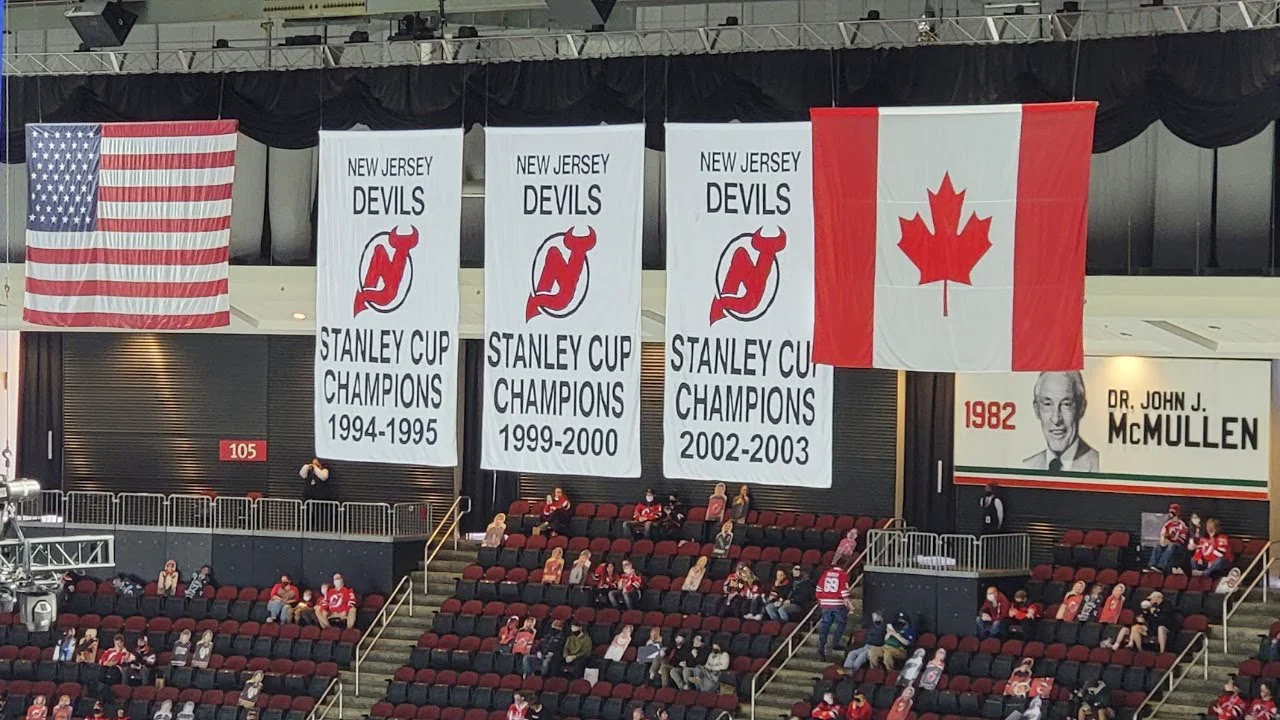 NEW JERSEY
DEVILS
STANLEY CUP
CHAMPIONS
1994-1995
NEW JERSEY
DEVILS
STANLEY CUP
CHAMPIONS
1999-2000
NEW JERSEY
DEVILS
STANLEY CUP
CHAMPIONS
2002-2003
1982
DR. JOHN J.
McMULLEN
105